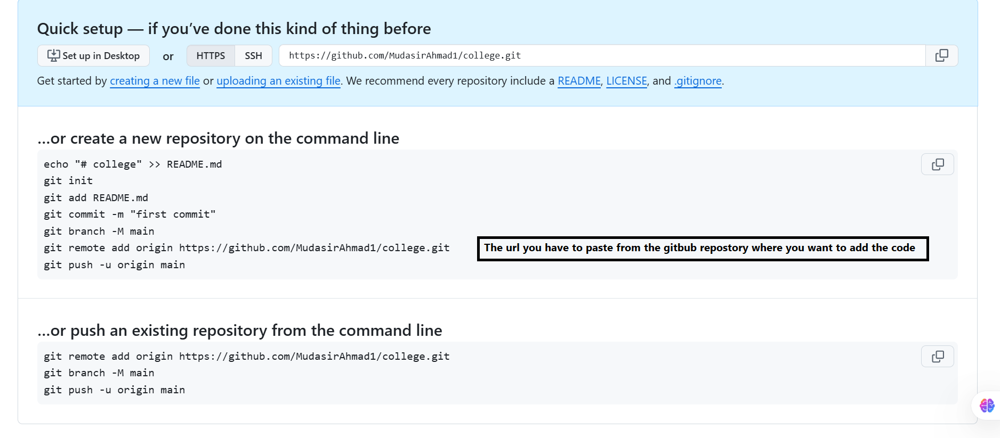 Quick setup — if you’ve done this kind of thing before
Set up in Desktop or HTTPS SSH https://github.com/MudasirAhmad1/college.git
Get started by creating a new file or uploading an existing file. We recommend every repository include a README, LICENSE, and .gitignore.
…or create a new repository on the command line
echo "# college" >> README.md
git init
git add README.md
git commit -m "first commit"
git branch -M main
git remote add origin https://github.com/MudasirAhmad1/college.git
The url you have to paste from the gitbub repostory where you want to add the code
git push -u origin main
…or push an existing repository from the command line
git remote add origin https://github.com/MudasirAhmad1/college.git
git branch -M main
git push -u origin main